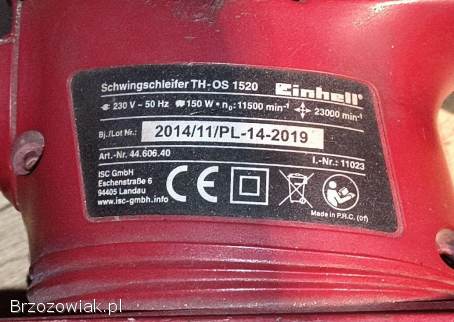 Schwingschleifer TH-OS 1520 Einhell
230 V ~ 50 Hz 150 W • n₀: 11500 min⁻¹ 23000 min⁻¹
Bj./Lot Nr.: 2014/11/PL-14-2019
Art.-Nr. 44.606.40 I.-Nr.: 11023
ISC GmbH
Eschenstraße 6
94405 Landau
www.isc-gmbh.info
CE
Made in P.R.C. (01)
Brzozowiak.pl